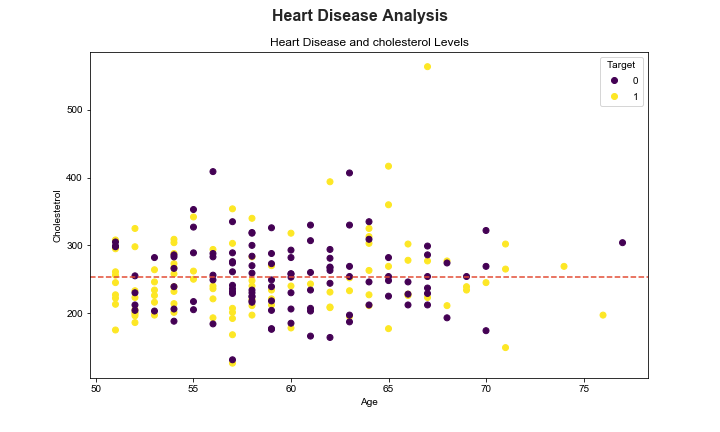 Heart Disease Analysis
Heart Disease and cholesterol Levels
Target
0
1
500
400
300
200
Cholestetrol
50 55 60 65 70 75
Age